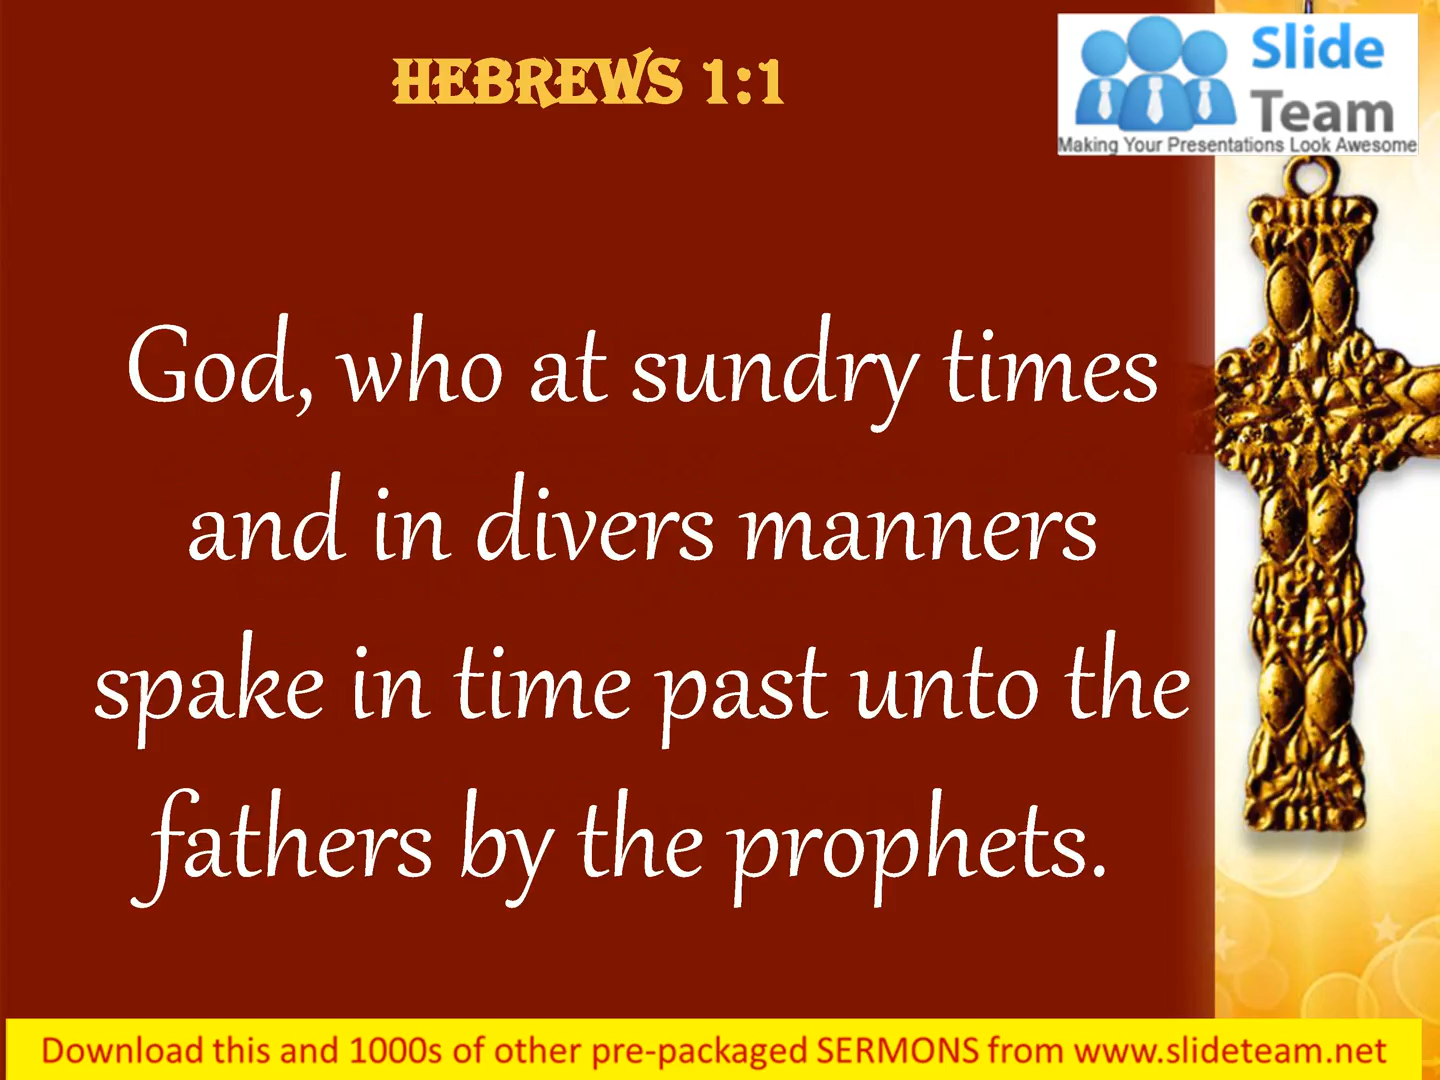 HEBREWS 1:1
Slide
Team
Making Your Presentations Look Awesome
God, who at sundry times
and in divers manners
spake in time past unto the
fathers by the prophets.
Download this and 1000s of other pre-packaged SERMONS from www.slideteam.net